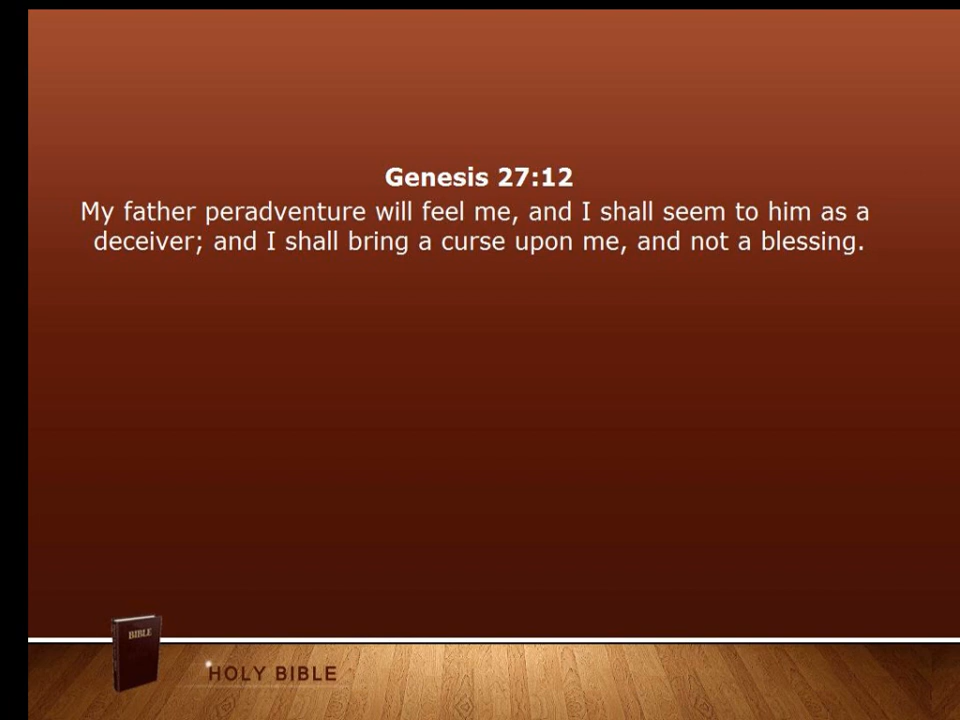 Genesis 27:12
My father peradventure will feel me, and I shall seem to him as a
deceiver; and I shall bring a curse upon me, and not a blessing.
BIBLE
HOLY BIBLE